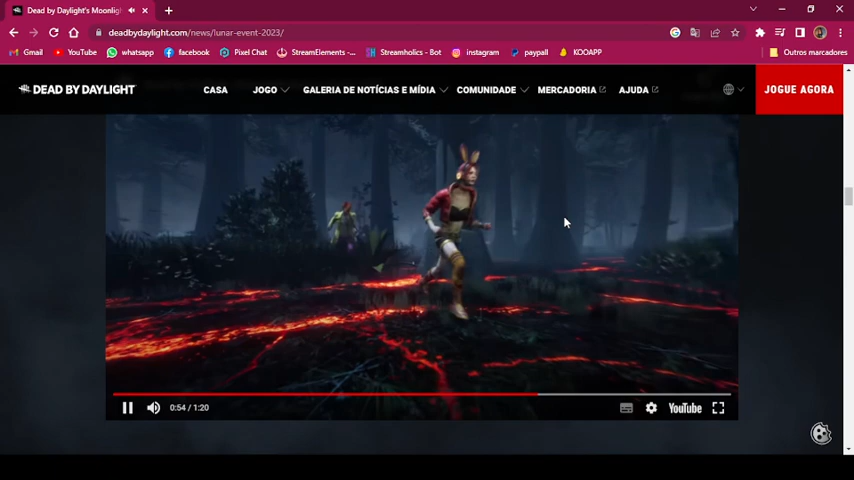 Dead by Daylight's Moonligh
deadbydaylight.com/news/lunar-event-2023/
Gmail YouTube whatsapp facebook Pixel Chat StreamElements -... Streamholics - Bot instagram paypall KOOAPP Outros marcadores
DEAD BY DAYLIGHT CASA JOGO GALERIA DE NOTÍCIAS E MÍDIA COMUNIDADE MERCADORIA AJUDA JOGUE AGORA
0:54 / 1:20 YouTube